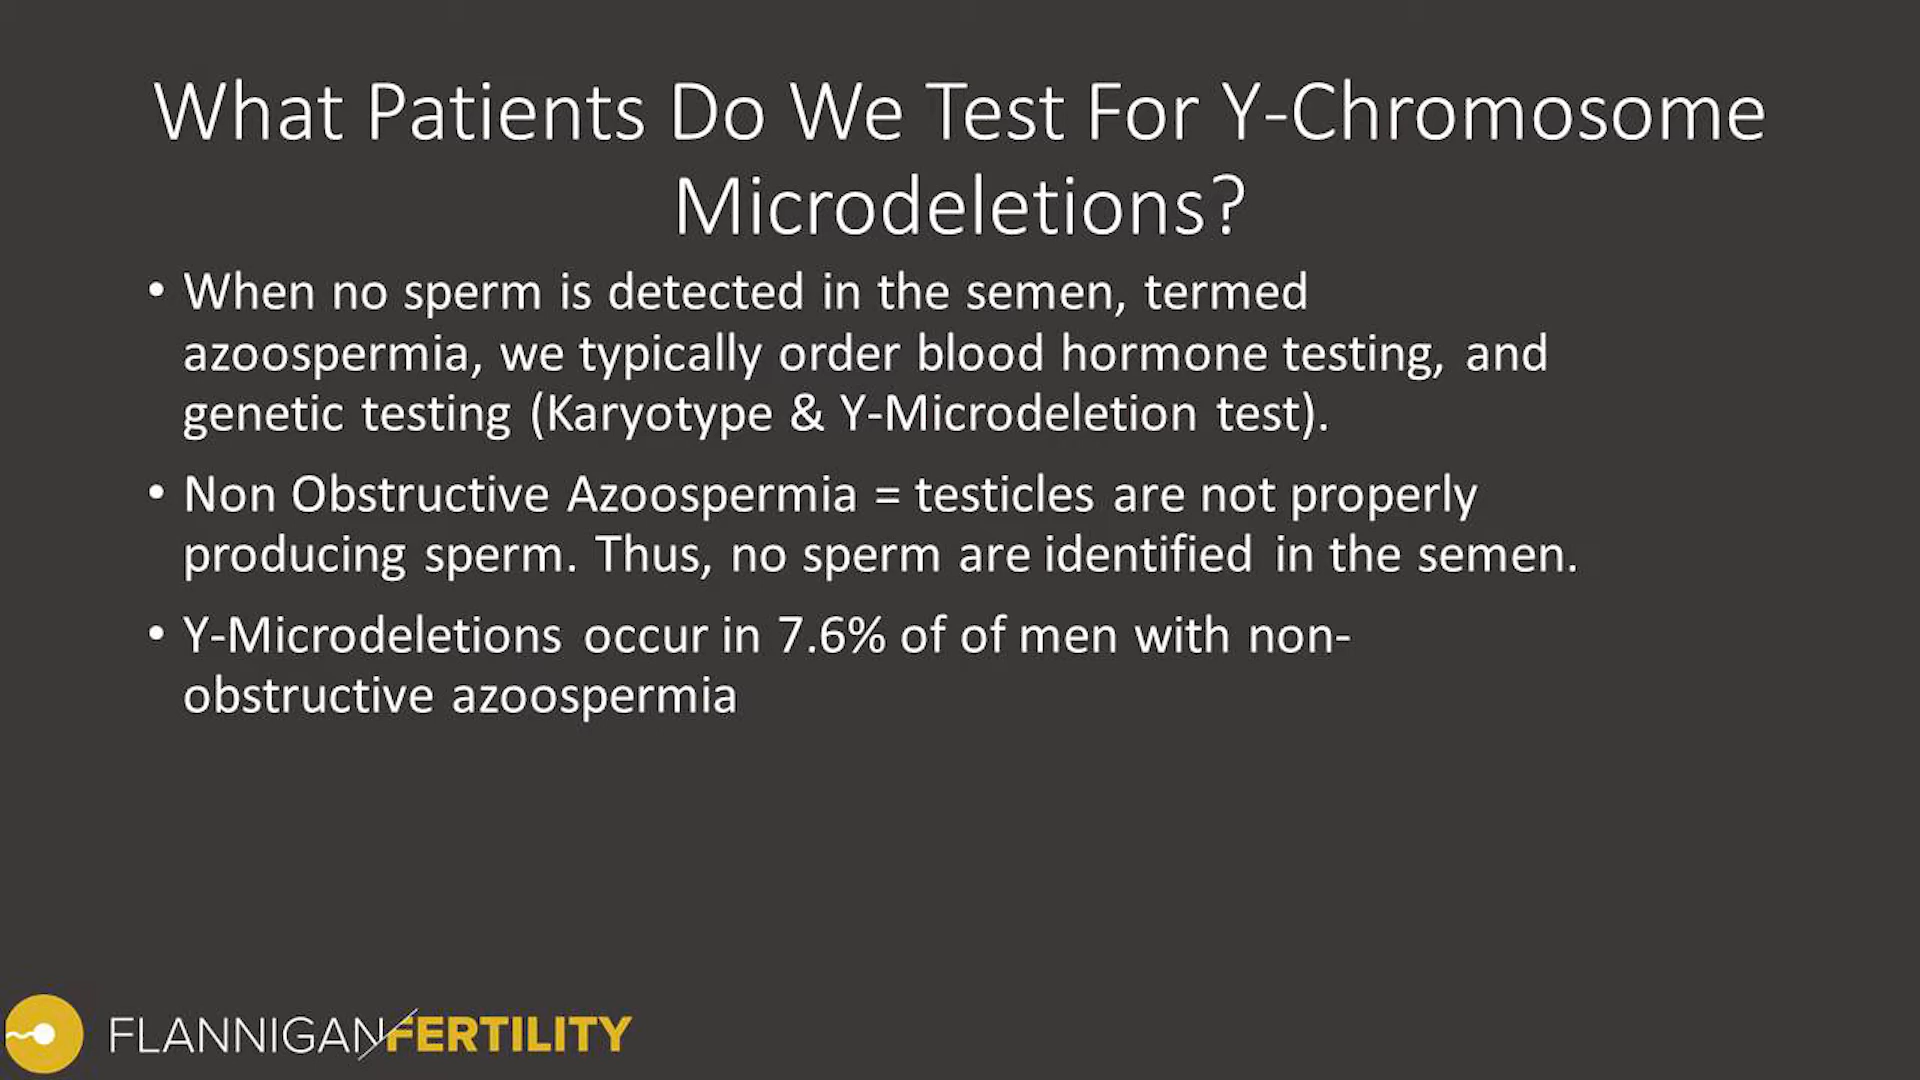 What Patients Do We Test For Y-Chromosome
Microdeletions?
• When no sperm is detected in the semen, termed
azoospermia, we typically order blood hormone testing, and
genetic testing (Karyotype & Y-Microdeletion test).
• Non Obstructive Azoospermia = testicles are not properly
producing sperm. Thus, no sperm are identified in the semen.
• Y-Microdeletions occur in 7.6% of of men with non-
obstructive azoospermia
FLANNIGAN/FERTILITY